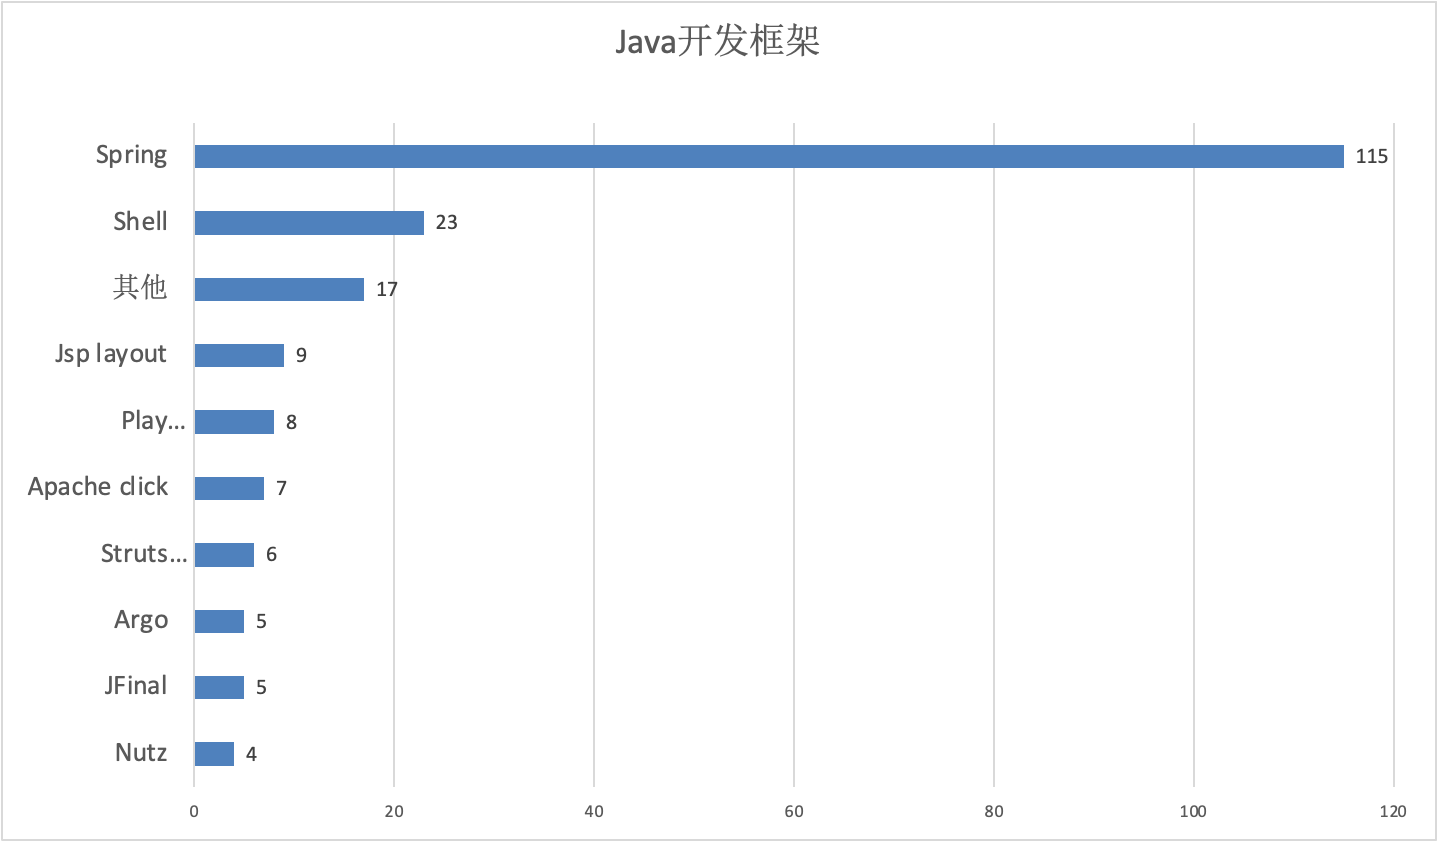 Java开发框架
Spring 115
Shell 23
其他 17
Jsp layout 9
Play... 8
Apache click 7
Struts... 6
Argo 5
JFinal 5
Nutz 4
0 20 40 60 80 100 120